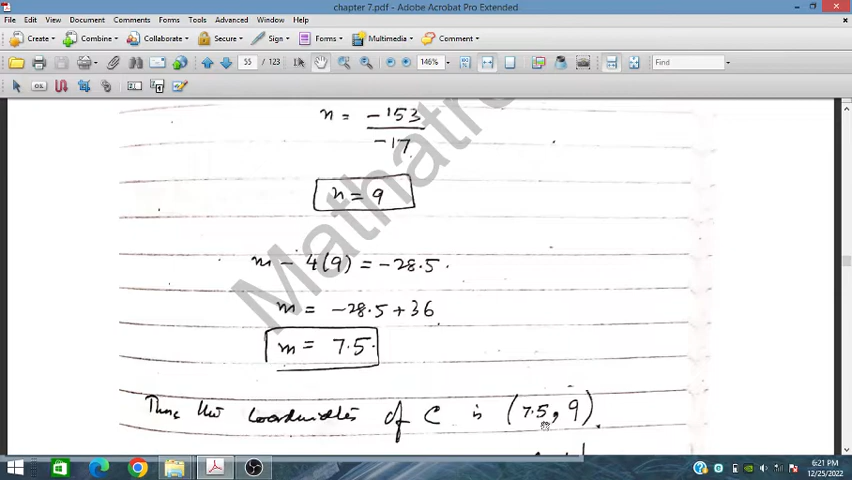 chapter 7.pdf - Adobe Acrobat Pro Extended
File Edit View Document Comments Forms Tools Advanced Window Help
Create Combine Collaborate Secure Sign Forms Multimedia Comment
55 / 123 146% Find
n = -153
-17
n = 9
m - 4(9) = -28.5.
m = -28.5 + 36
m = 7.5.
Thus the coordinates of C is (7.5, 9).
6:21 PM
12/25/2022